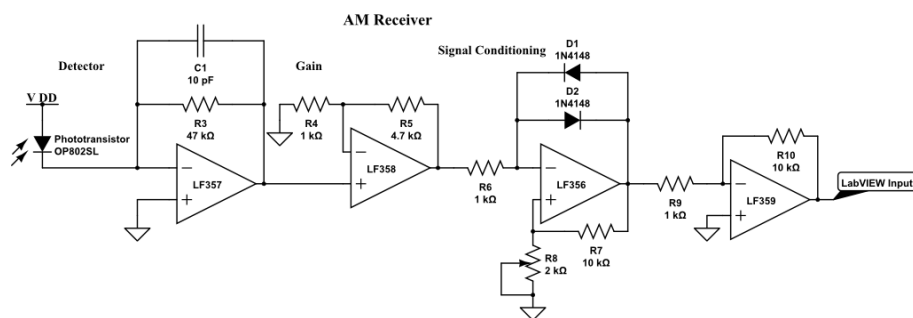 AM Receiver
Detector
V DD
Phototransistor
OP802SL
C1
10 pF
R3
47 kΩ
LF357
Gain
R4
1 kΩ
R5
4.7 kΩ
LF358
Signal Conditioning
D1
1N4148
D2
1N4148
R6
1 kΩ
LF356
R7
10 kΩ
R8
2 kΩ
R9
1 kΩ
R10
10 kΩ
LF359
LabVIEW Input